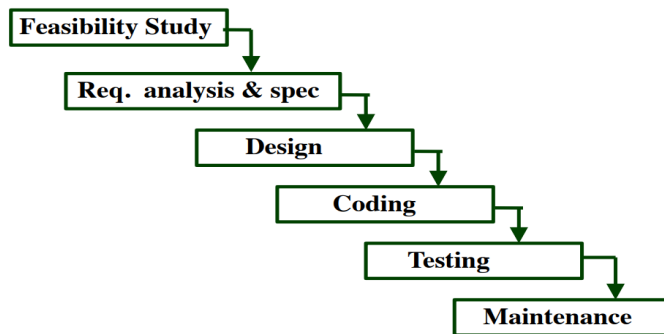 Feasibility Study
Req. analysis & spec
Design
Coding
Testing
Maintenance